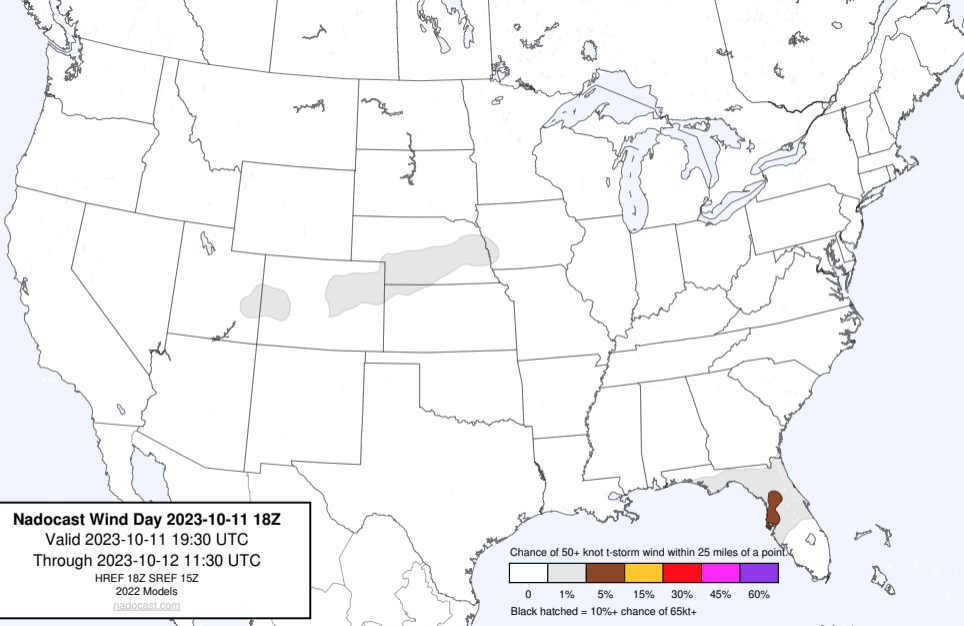 Nadocast Wind Day 2023-10-11 18Z
Valid 2023-10-11 19:30 UTC
Through 2023-10-12 11:30 UTC
HREF 18Z SREF 15Z
2022 Models
nadocast.com
Chance of 50+ knot t-storm wind within 25 miles of a point.
0 1% 5% 15% 30% 45% 60%
Black hatched = 10%+ chance of 65kt+